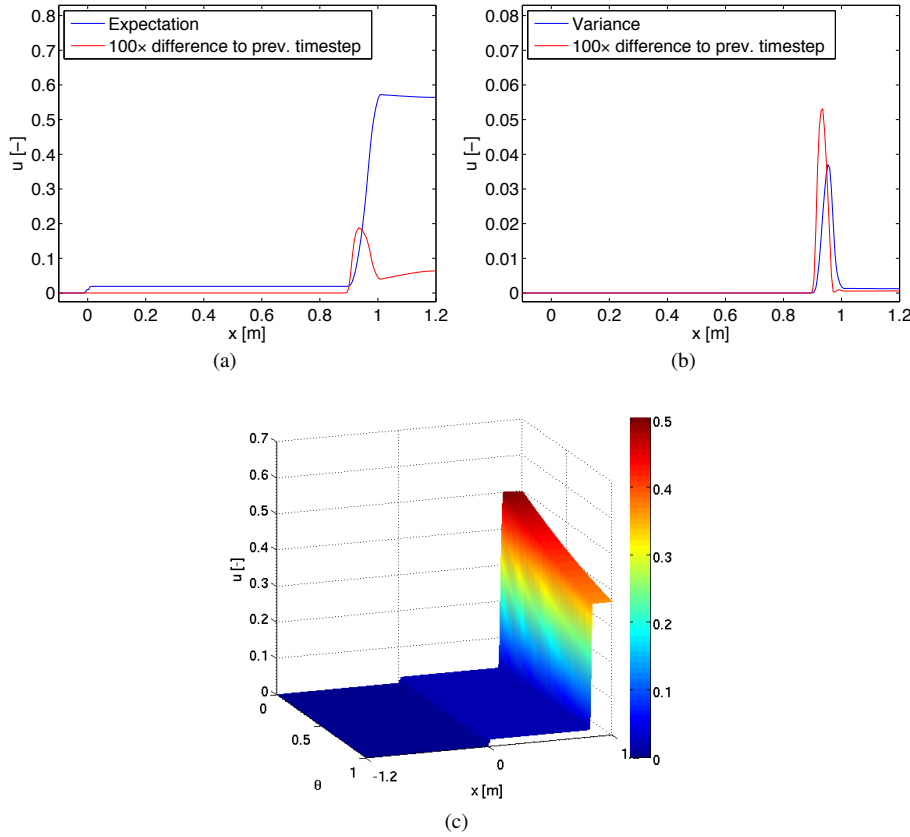 0.8
0.7
0.6
0.5
0.4
0.3
0.2
0.1
0
u [−]
Expectation
100× difference to prev. timestep
0 0.2 0.4 0.6 0.8 1 1.2
x [m]
(a)
0.08
0.07
0.06
0.05
0.04
0.03
0.02
0.01
0
u [−]
Variance
100× difference to prev. timestep
0 0.2 0.4 0.6 0.8 1 1.2
x [m]
(b)
0.7
0.6
0.5
0.4
0.3
0.2
0.1
0
u [-]
0
0.5
1
θ
-1.2
0
x [m]
0.5
0.4
0.3
0.2
0.1
0
(c)